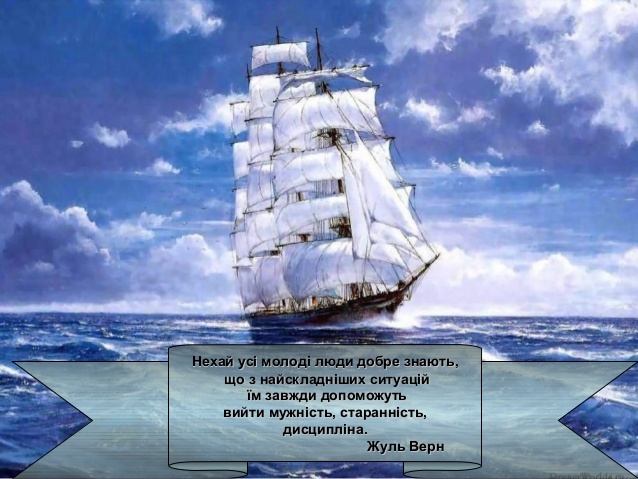 Нехай усі молоді люди добре знають,
що з найскладніших ситуацій
їм завжди допоможуть
вийти мужність, старанність,
дисципліна.
Жуль Верн